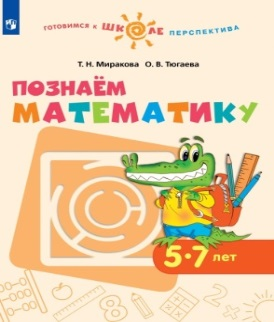 ГОТОВИМСЯ К ШКОЛЕ ПЕРСПЕКТИВА
Т. Н. Миракова О. В. Тюгаева
ПОЗНАЁМ
МАТЕМАТИКУ
5•7 лет